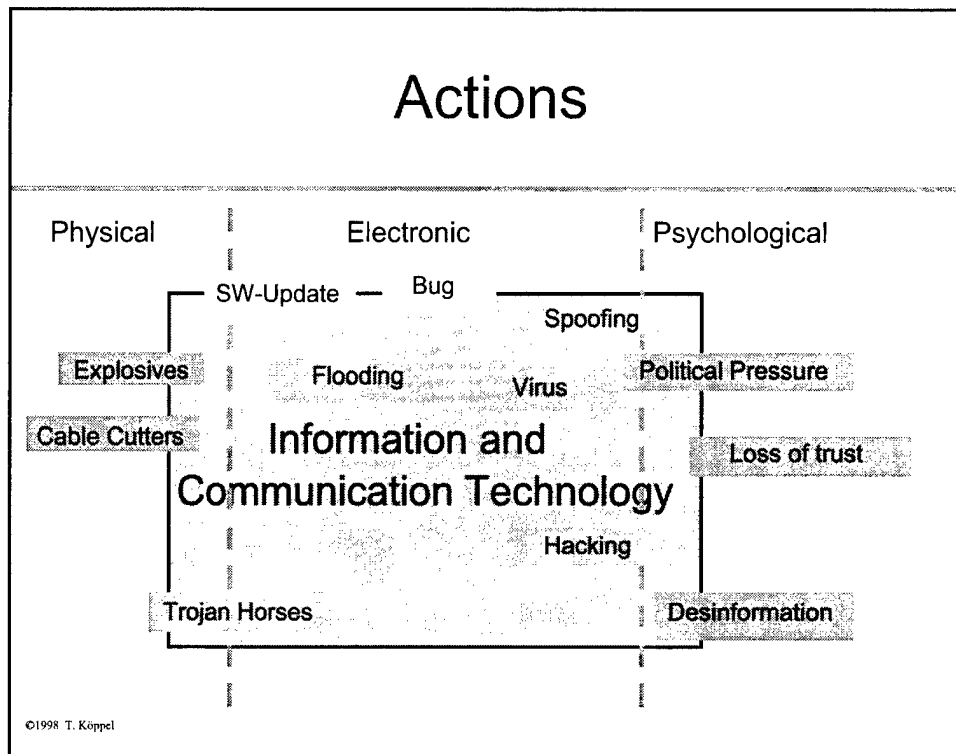 Actions
Physical
Electronic
Psychological
SW-Update
Bug
Spoofing
Explosives
Flooding
Virus
Political Pressure
Cable Cutters
Information and
Communication Technology
Loss of trust
Hacking
Trojan Horses
Desinformation
©1998 T. Köppel